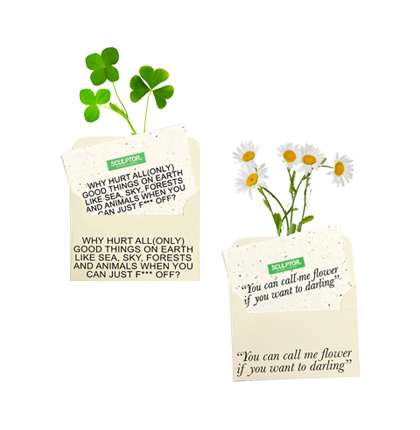 SCULPTOR.
WHY HURT ALL(ONLY)
GOOD THINGS ON EARTH
LIKE SEA, SKY, FORESTS
AND ANIMALS WHEN YOU
CAN JUST F*** OFF?
WHY HURT ALL(ONLY)
GOOD THINGS ON EARTH
LIKE SEA, SKY, FORESTS
AND ANIMALS WHEN YOU
CAN JUST F*** OFF?
SCULPTOR.
“You can call me flower
if you want to darling”
“You can call me flower
if you want to darling”